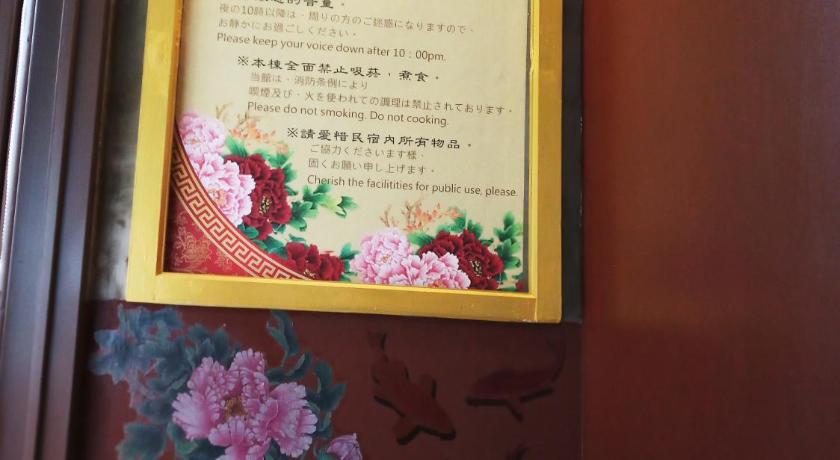 音量。
夜の10時以降は、周りの方のご迷惑になりますので、
お静かにお過ごしください。
Please keep your voice down after 10：00pm.
※本棟全面禁止吸菸，煮食。
当館は、消防条例により
喫煙及び、火を使われての調理は禁止されております。
Please do not smoking. Do not cooking.
※請愛惜民宿內所有物品。
ご協力くださいます様、
固くお願い申し上げます。
Cherish the facilitities for public use, please.